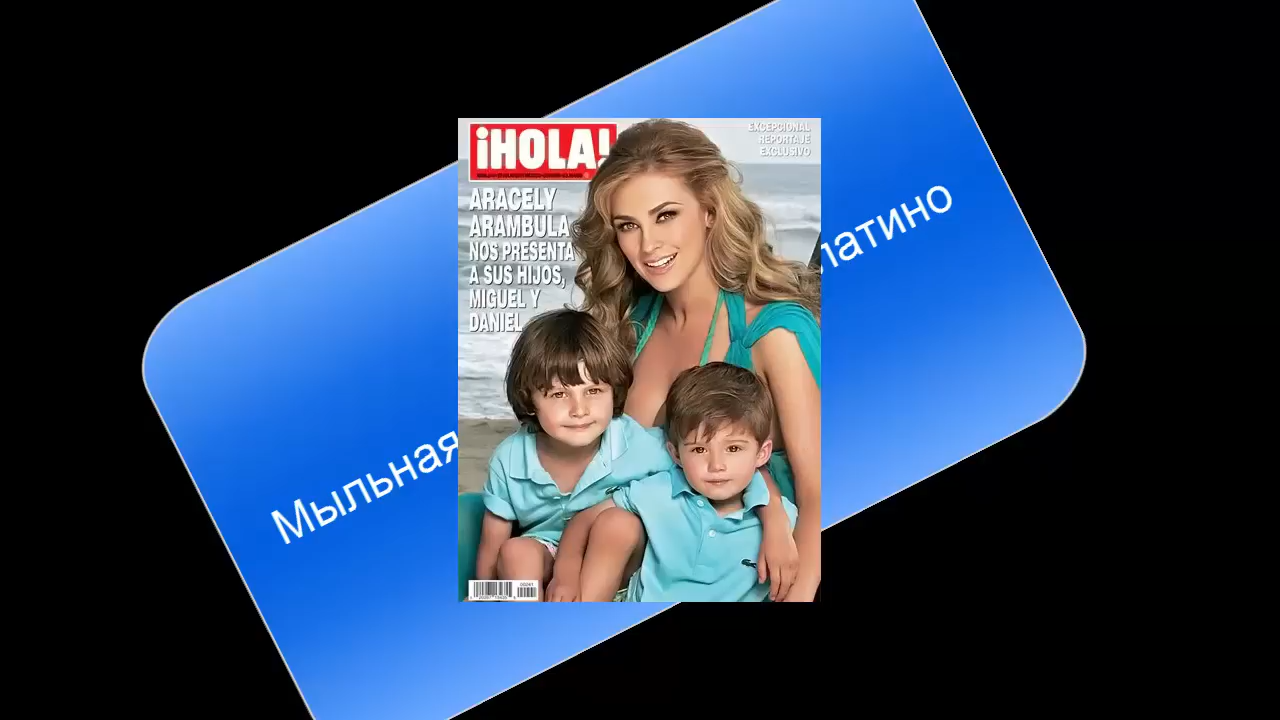 ¡HOLA!
EXCEPCIONAL
REPORTAJE
EXCLUSIVO
ARACELY
ARAMBULA
NOS PRESENTA
A SUS HIJOS,
MIGUEL Y
DANIEL
Мыльная
латино